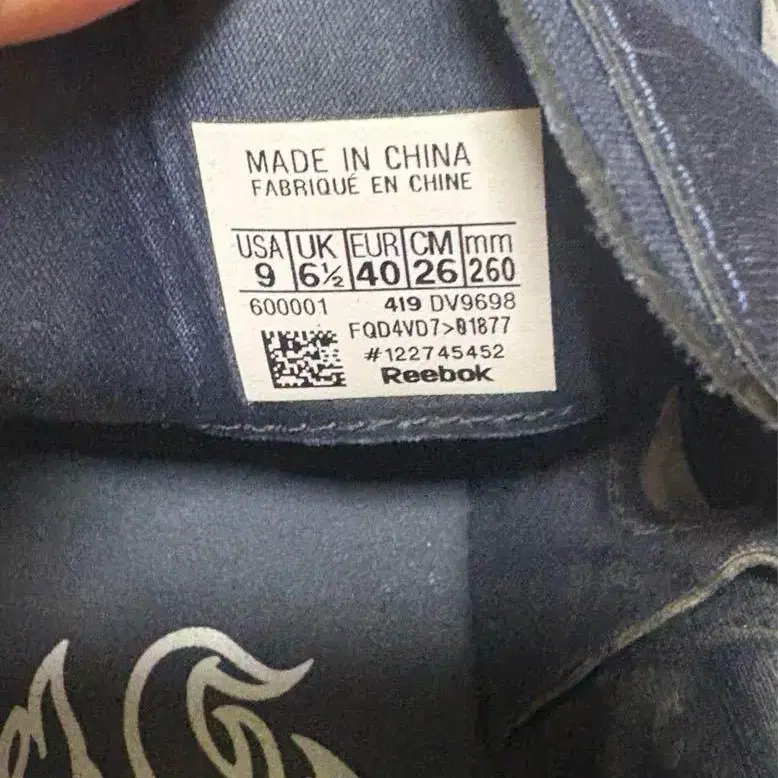 MADE IN CHINA
FABRIQUÉ EN CHINE
USA UK EUR CM mm
9 6½ 40 26 260
600001 419 DV9698
FQD4VD7>01877
#122745452
Reebok